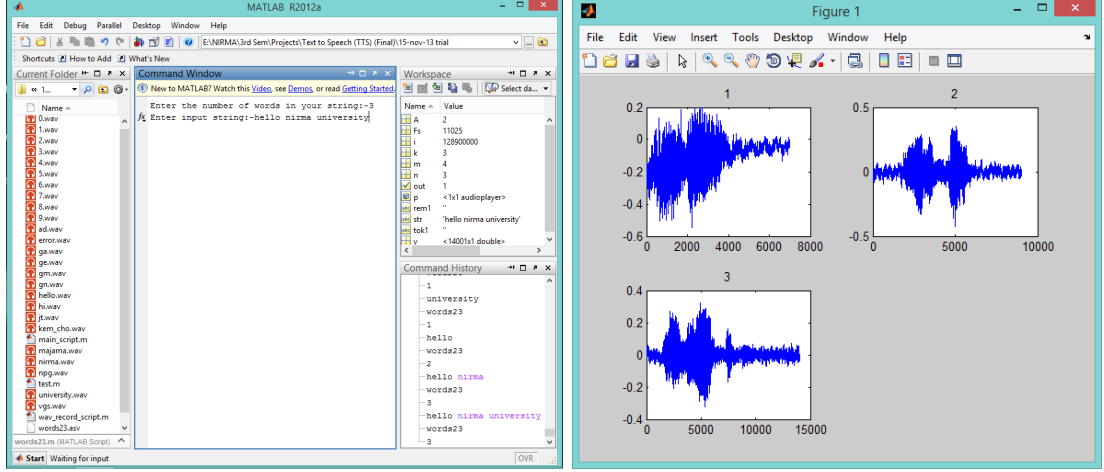 MATLAB R2012a
File Edit Debug Parallel Desktop Window Help
E:\NIRMA\3rd Sem\Projects\Text to Speech (TTS) (Final)\15-nov-13 trial
Shortcuts How to Add What's New
Current Folder
« 1...
Name
0.wav
1.wav
2.wav
3.wav
4.wav
5.wav
6.wav
7.wav
8.wav
9.wav
ad.wav
error.wav
ga.wav
ge.wav
gm.wav
gn.wav
hello.wav
hi.wav
jt.wav
kem_cho.wav
main_script.m
majama.wav
nirma.wav
npg.wav
test.m
university.wav
vgs.wav
wav_record_script.m
words23.asv
words23.m (MATLAB Script)
Command Window
New to MATLAB? Watch this Video, see Demos, or read Getting Started.
Enter the number of words in your string:-3
fx Enter input string:-hello nirma university
Workspace
Select da...
Name Value
A 2
Fs 11025
i 128900000
k 3
m 4
n 3
out 1
p <1x1 audioplayer>
rem1 ''
str 'hello nirma university'
tok1 ''
y <14001x1 double>
Command History
1
university
words23
1
hello
words23
2
hello nirma
words23
3
hello nirma university
words23
3
Start Waiting for input
OVR
Figure 1
File Edit View Insert Tools Desktop Window Help
1
0.2
0
-0.2
-0.4
-0.6
0 2000 4000 6000 8000
2
0.5
0
-0.5
0 5000 10000
3
0.4
0.2
0
-0.2
-0.4
0 5000 10000 15000